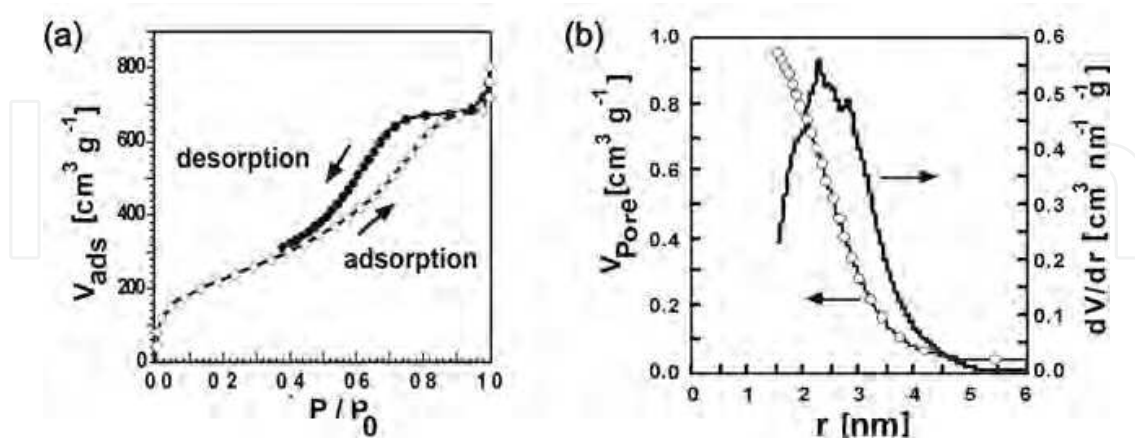 (a)
V_ads [cm³ g⁻¹]
800
600
400
200
0
desorption
adsorption
0 0 0 2 0 4 0 6 0 8 1 0
P / P₀
(b)
V_Pore [cm³ g⁻¹]
1.0
0.8
0.6
0.4
0.2
0.0
0 1 2 3 4 5 6
r [nm]
0.6
0.5
0.4
0.3
0.2
0.1
0.0
dV/dr [cm³ nm⁻¹ g]